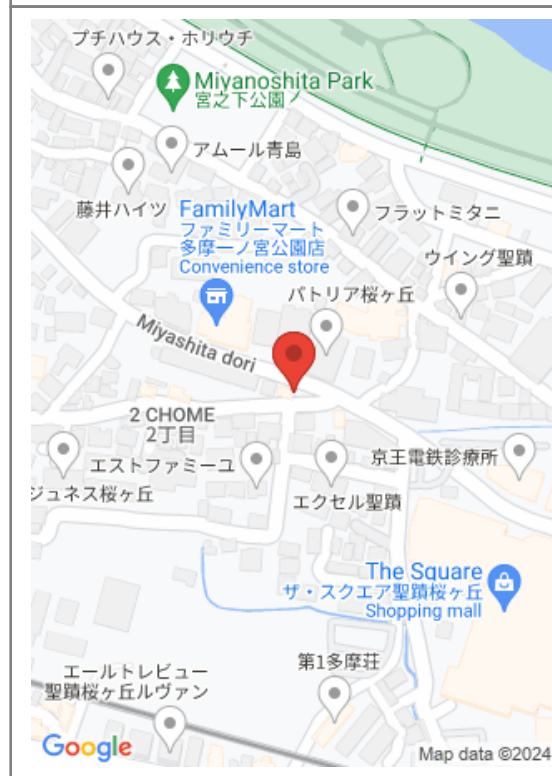 プチハウス・ホリウチ
Miyanoshita Park
宮之下公園
アムール青島
藤井ハイツ
FamilyMart
ファミリーマート
多摩一ノ宮公園店
Convenience store
フラットミタニ
ウイング聖蹟
パトリア桜ヶ丘
Miyashita dori
2 CHOME
2丁目
エストファミーユ
京王電鉄診療所
ジュネス桜ヶ丘
エクセル聖蹟
The Square
ザ・スクエア聖蹟桜ヶ丘
Shopping mall
第1多摩荘
エールトレビュー
聖蹟桜ヶ丘ルヴァン
Google
Map data ©2024